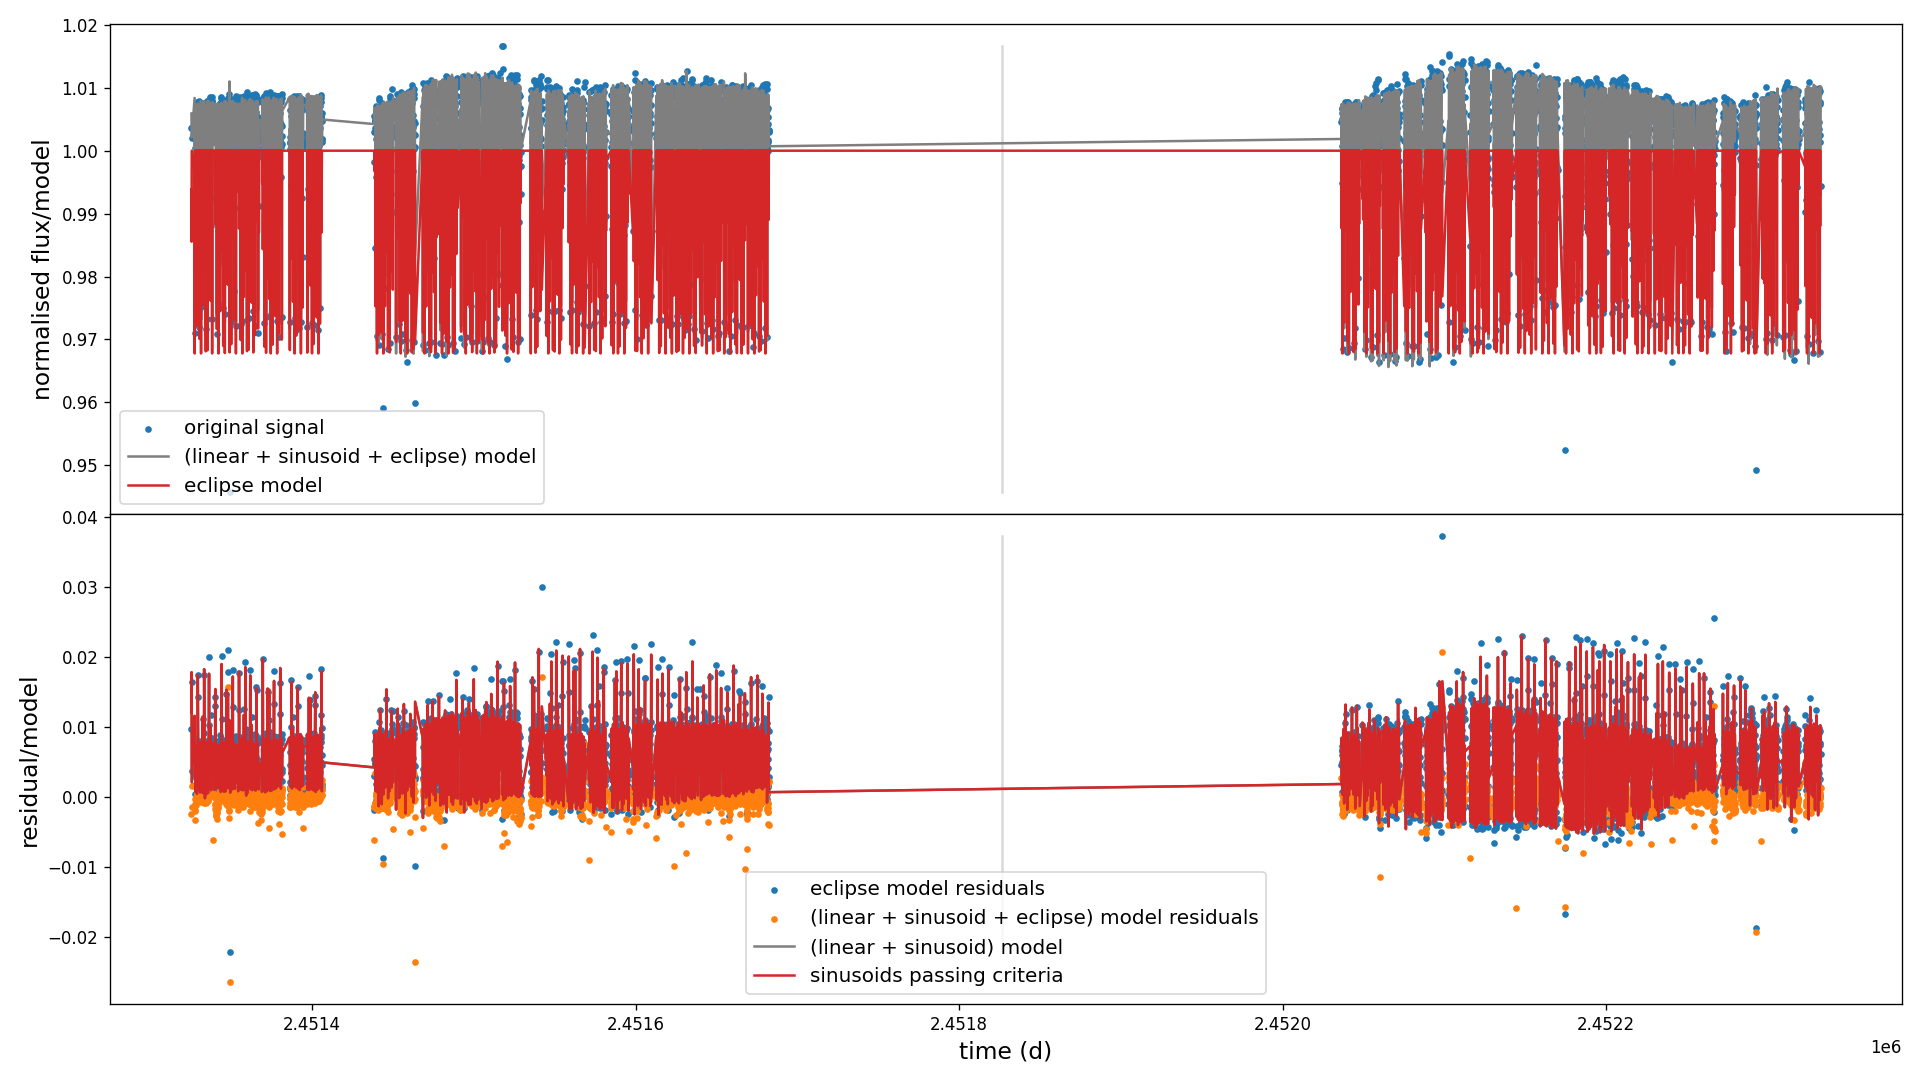 1.02
1.01
1.00
0.99
0.98
0.97
0.96
0.95
normalised flux/model
original signal
(linear + sinusoid + eclipse) model
eclipse model
0.04
0.03
0.02
0.01
0.00
−0.01
−0.02
residual/model
eclipse model residuals
(linear + sinusoid + eclipse) model residuals
(linear + sinusoid) model
sinusoids passing criteria
2.4514
2.4516
2.4518
2.4520
2.4522
1e6
time (d)